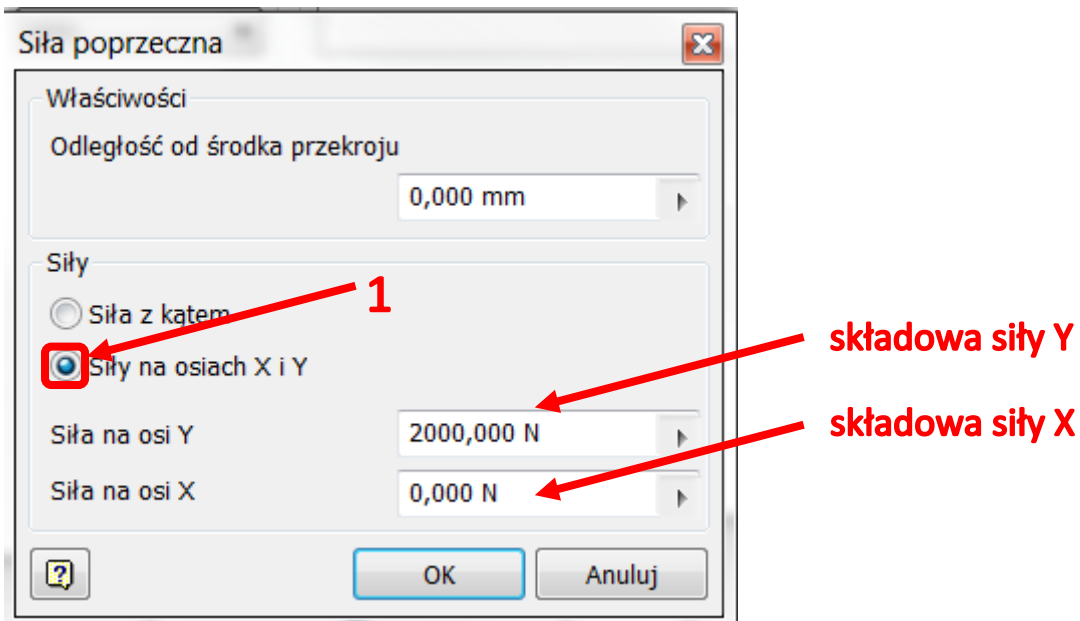 Siła poprzeczna
Właściwości
Odległość od środka przekroju
0,000 mm
Siły
1
Siła z kątem
Siły na osiach X i Y
składowa siły Y
Siła na osi Y 2000,000 N
składowa siły X
Siła na osi X 0,000 N
OK Anuluj